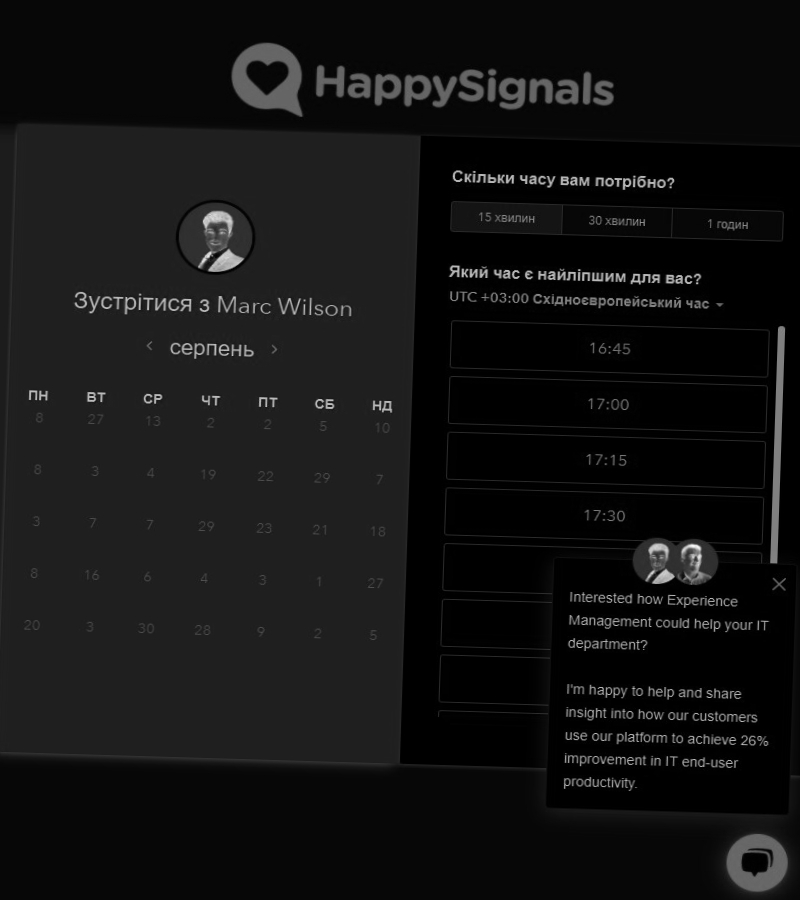 HappySignals
Зустрітися з Marc Wilson
серпень
ПН ВТ СР ЧТ ПТ СБ НД
8 27 13 2 2 5 10
8 3 4 19 22 29 7
3 7 7 29 23 21 18
8 16 6 4 3 1 27
20 3 30 28 9 2 5
Скільки часу вам потрібно?
15 хвилин 30 хвилин 1 годин
Який час є найліпшим для вас?
UTC +03:00 Східноєвропейський час
16:45
17:00
17:15
17:30
Interested how Experience
Management could help your IT
department?
I'm happy to help and share
insight into how our customers
use our platform to achieve 26%
improvement in IT end-user
productivity.